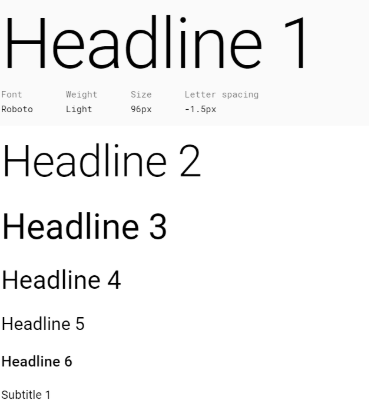 Headline 1
Font Weight Size Letter spacing
Roboto Light 96px -1.5px
Headline 2
Headline 3
Headline 4
Headline 5
Headline 6
Subtitle 1